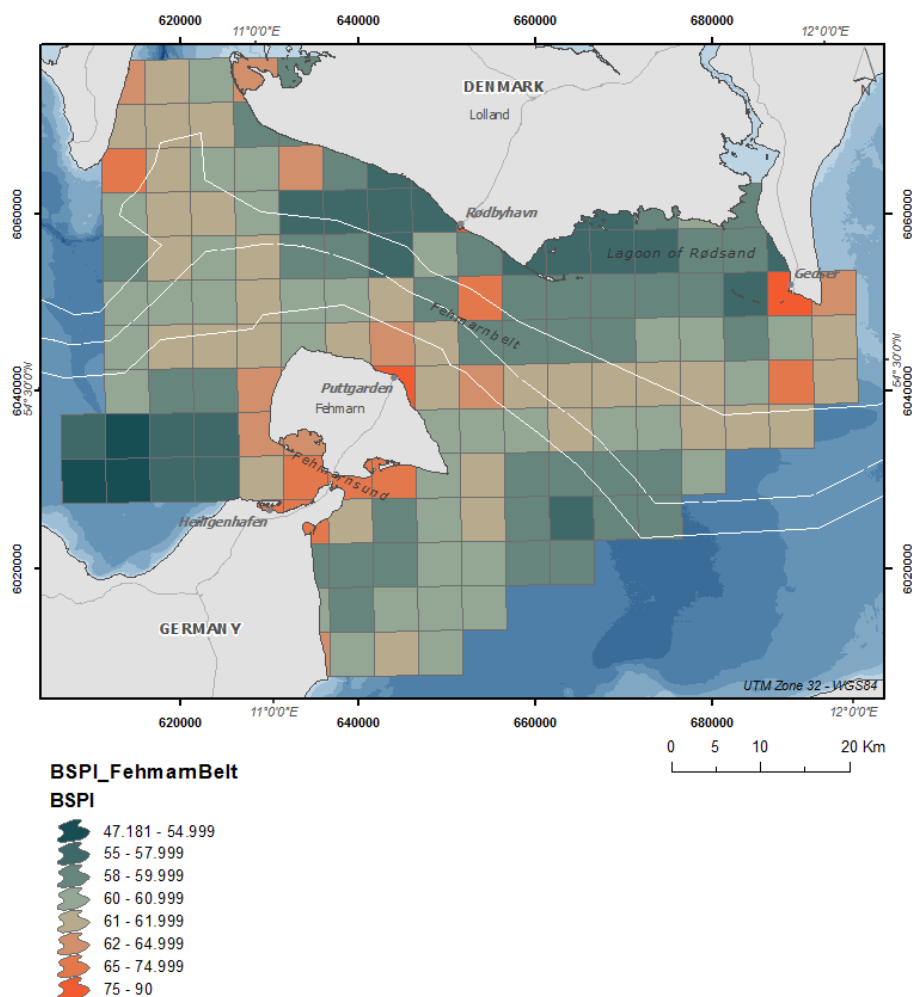 620000 640000 660000 680000
11°0'0"E 12°0'0"E
DENMARK
Lolland
N
6060000 6060000
Rødbyhavn
Lagoon of Rødsand
Gedser
Fehmarnbelt
54°30'0"N 54°30'0"N
6040000 6040000
Puttgarden
Fehmarn
Fehmarnsund
Heiligenhafen
6020000 6020000
GERMANY
UTM Zone 32 - WGS84
11°0'0"E 12°0'0"E
620000 640000 660000 680000
0 5 10 20 Km
BSPI_FehmarnBelt
BSPI
47.181 - 54.999
55 - 57.999
58 - 59.999
60 - 60.999
61 - 61.999
62 - 64.999
65 - 74.999
75 - 90